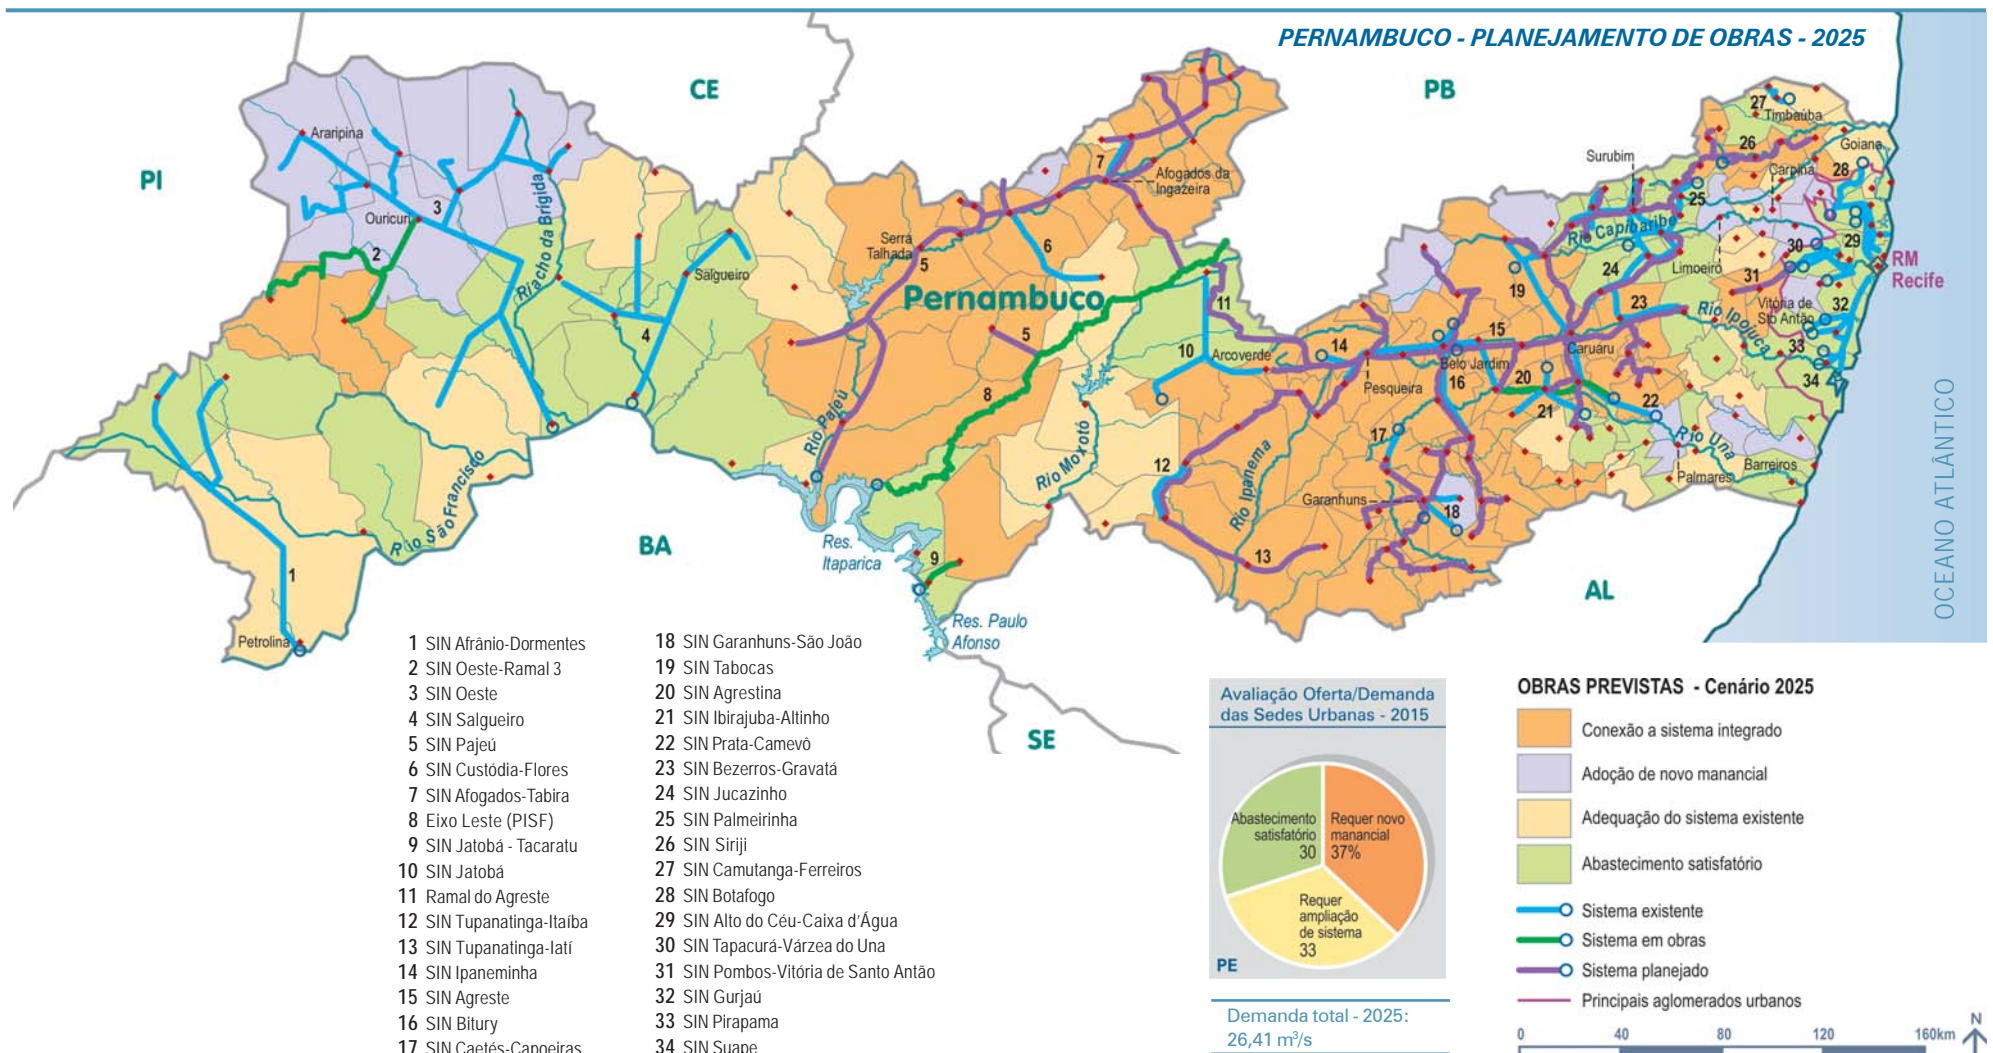 PERNAMBUCO - PLANEJAMENTO DE OBRAS - 2025
CE
PB
PI
BA
SE
AL
OCEANO ATLÂNTICO
Pernambuco
Araripina
Ouricuri
Riacho da Brígida
Salgueiro
Serra
Talhada
Afogados da
Ingazeira
Rio Pajeú
Rio Moxotó
Rio Ipanema
Rio São Francisco
Petrolina
Res.
Itaparica
Res. Paulo
Afonso
Arcoverde
Pesqueira
Belo Jardim
Caruaru
Garanhuns
Surubim
Rio Capibaribe
Limoeiro
Carpina
Timbaúba
Goiana
RM
Recife
Vitória de
Sto Antão
Rio Ipojuca
Rio Una
Palmares
Barreiros
1
2
3
4
5
5
6
7
8
9
10
11
12
13
14
15
16
17
18
19
20
21
22
23
24
25
26
27
28
29
30
31
32
33
34
1 SIN Afrânio-Dormentes
2 SIN Oeste-Ramal 3
3 SIN Oeste
4 SIN Salgueiro
5 SIN Pajeú
6 SIN Custódia-Flores
7 SIN Afogados-Tabira
8 Eixo Leste (PISF)
9 SIN Jatobá - Tacaratu
10 SIN Jatobá
11 Ramal do Agreste
12 SIN Tupanatinga-Itaíba
13 SIN Tupanatinga-Iatí
14 SIN Ipaneminha
15 SIN Agreste
16 SIN Bitury
17 SIN Caetés-Capoeiras
18 SIN Garanhuns-São João
19 SIN Tabocas
20 SIN Agrestina
21 SIN Ibirajuba-Altinho
22 SIN Prata-Camevô
23 SIN Bezerros-Gravatá
24 SIN Jucazinho
25 SIN Palmeirinha
26 SIN Siriji
27 SIN Camutanga-Ferreiros
28 SIN Botafogo
29 SIN Alto do Céu-Caixa d'Água
30 SIN Tapacurá-Várzea do Una
31 SIN Pombos-Vitória de Santo Antão
32 SIN Gurjaú
33 SIN Pirapama
34 SIN Suape
Avaliação Oferta/Demanda
das Sedes Urbanas - 2015
Abastecimento
satisfatório
30
Requer novo
manancial
37%
Requer
ampliação
de sistema
33
PE
Demanda total - 2025:
26,41 m³/s
OBRAS PREVISTAS - Cenário 2025
Conexão a sistema integrado
Adoção de novo manancial
Adequação do sistema existente
Abastecimento satisfatório
Sistema existente
Sistema em obras
Sistema planejado
Principais aglomerados urbanos
0 40 80 120 160km
N